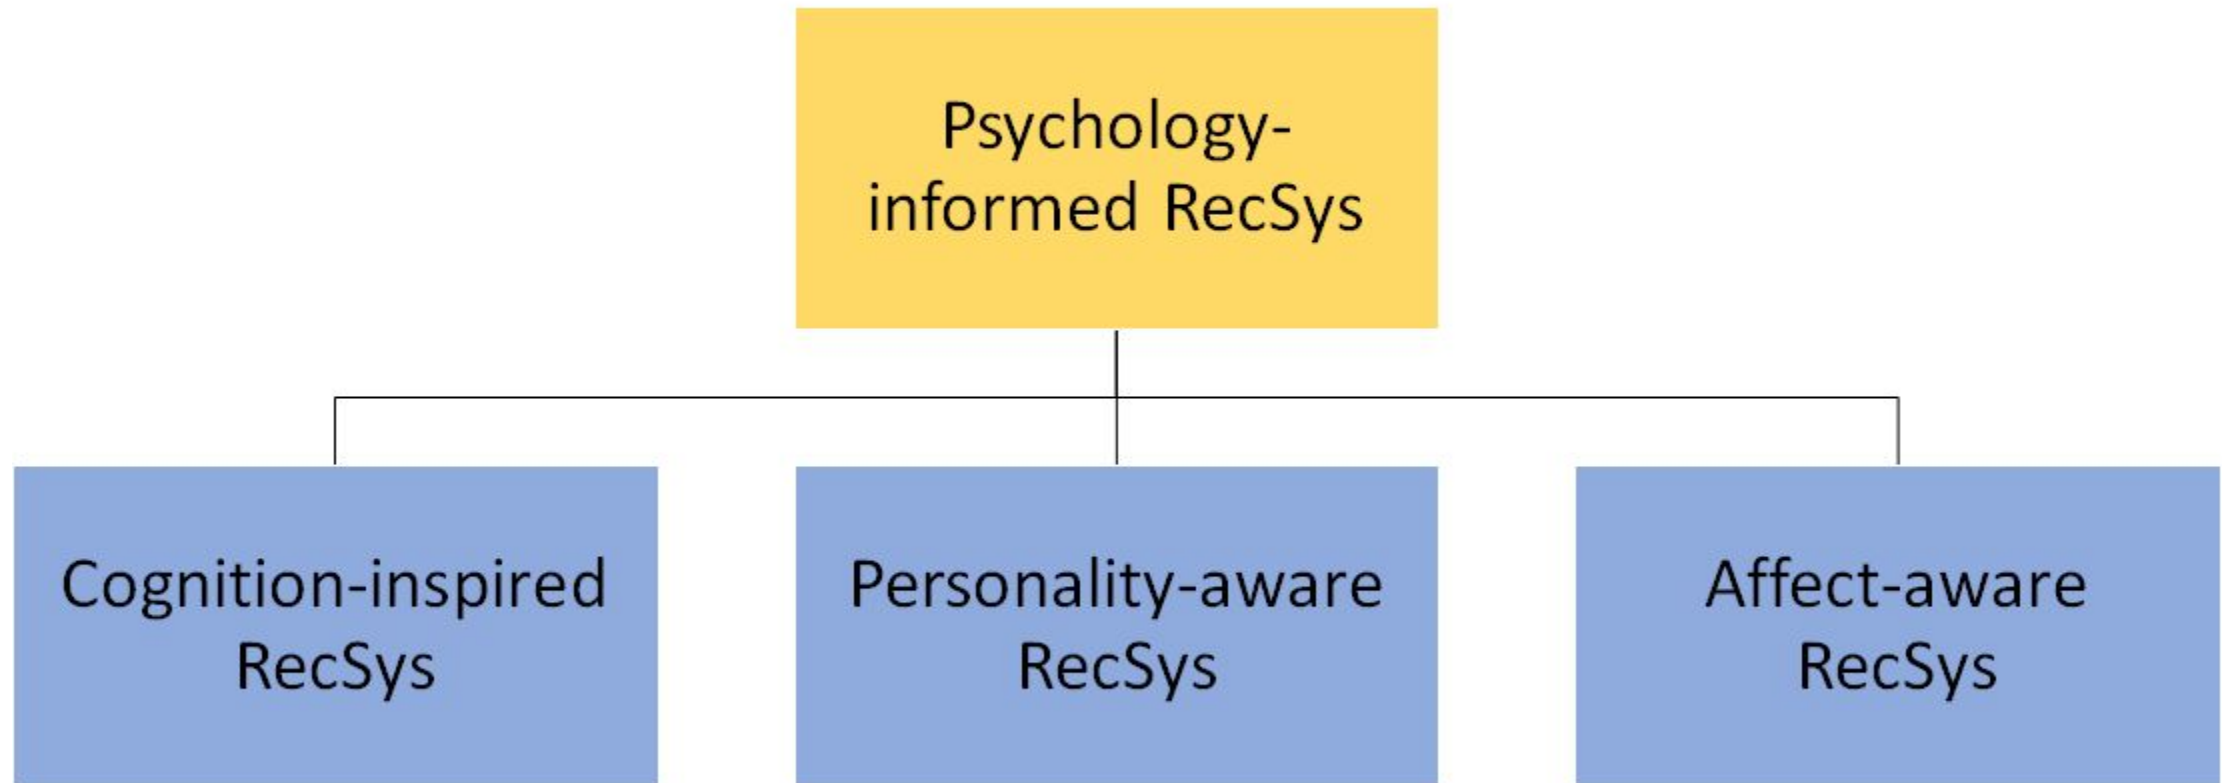 Psychology-
informed RecSys
Cognition-inspired
RecSys
Personality-aware
RecSys
Affect-aware
RecSys